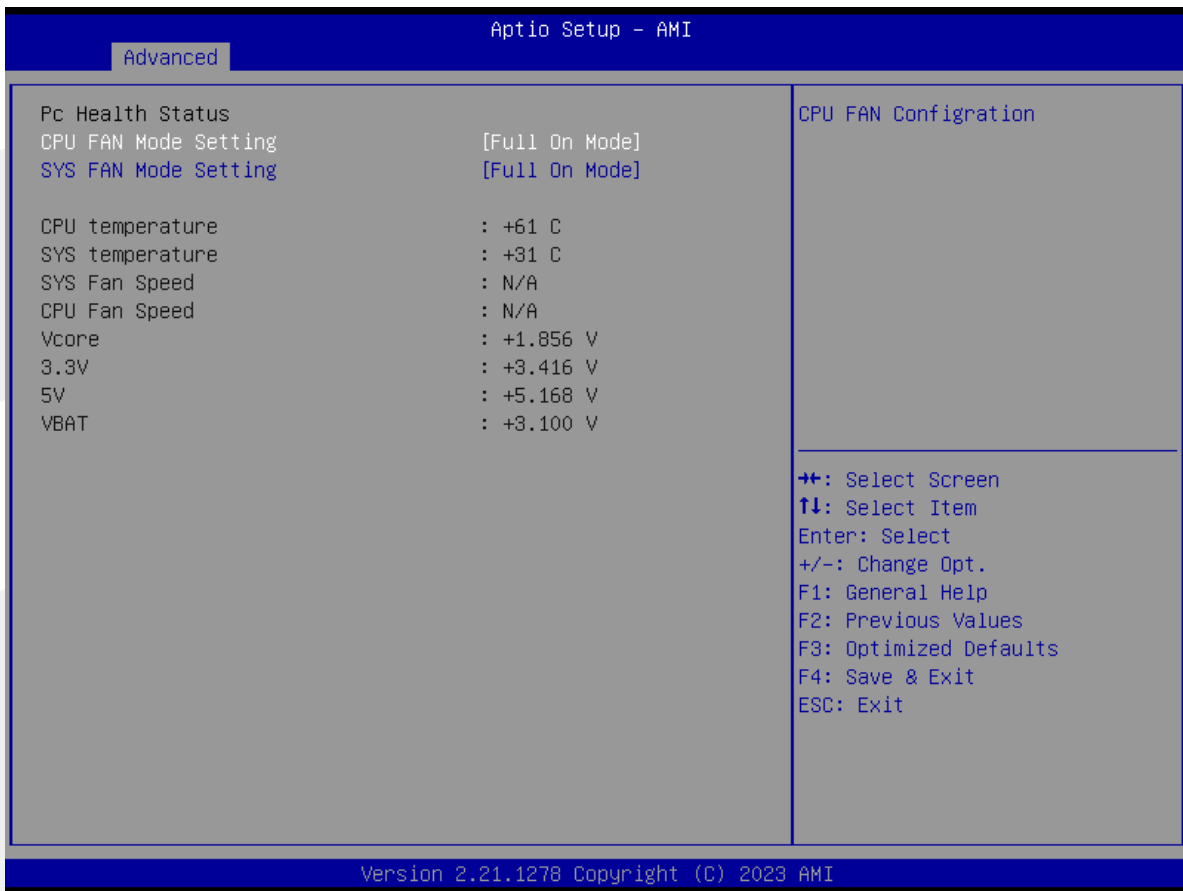 Aptio Setup - AMI
Advanced
Pc Health Status
CPU FAN Mode Setting [Full On Mode]
SYS FAN Mode Setting [Full On Mode]
CPU temperature : +61 C
SYS temperature : +31 C
SYS Fan Speed : N/A
CPU Fan Speed : N/A
Vcore : +1.856 V
3.3V : +3.416 V
5V : +5.168 V
VBAT : +3.100 V
CPU FAN Configration
→←: Select Screen
↑↓: Select Item
Enter: Select
+/-: Change Opt.
F1: General Help
F2: Previous Values
F3: Optimized Defaults
F4: Save & Exit
ESC: Exit
Version 2.21.1278 Copyright (C) 2023 AMI